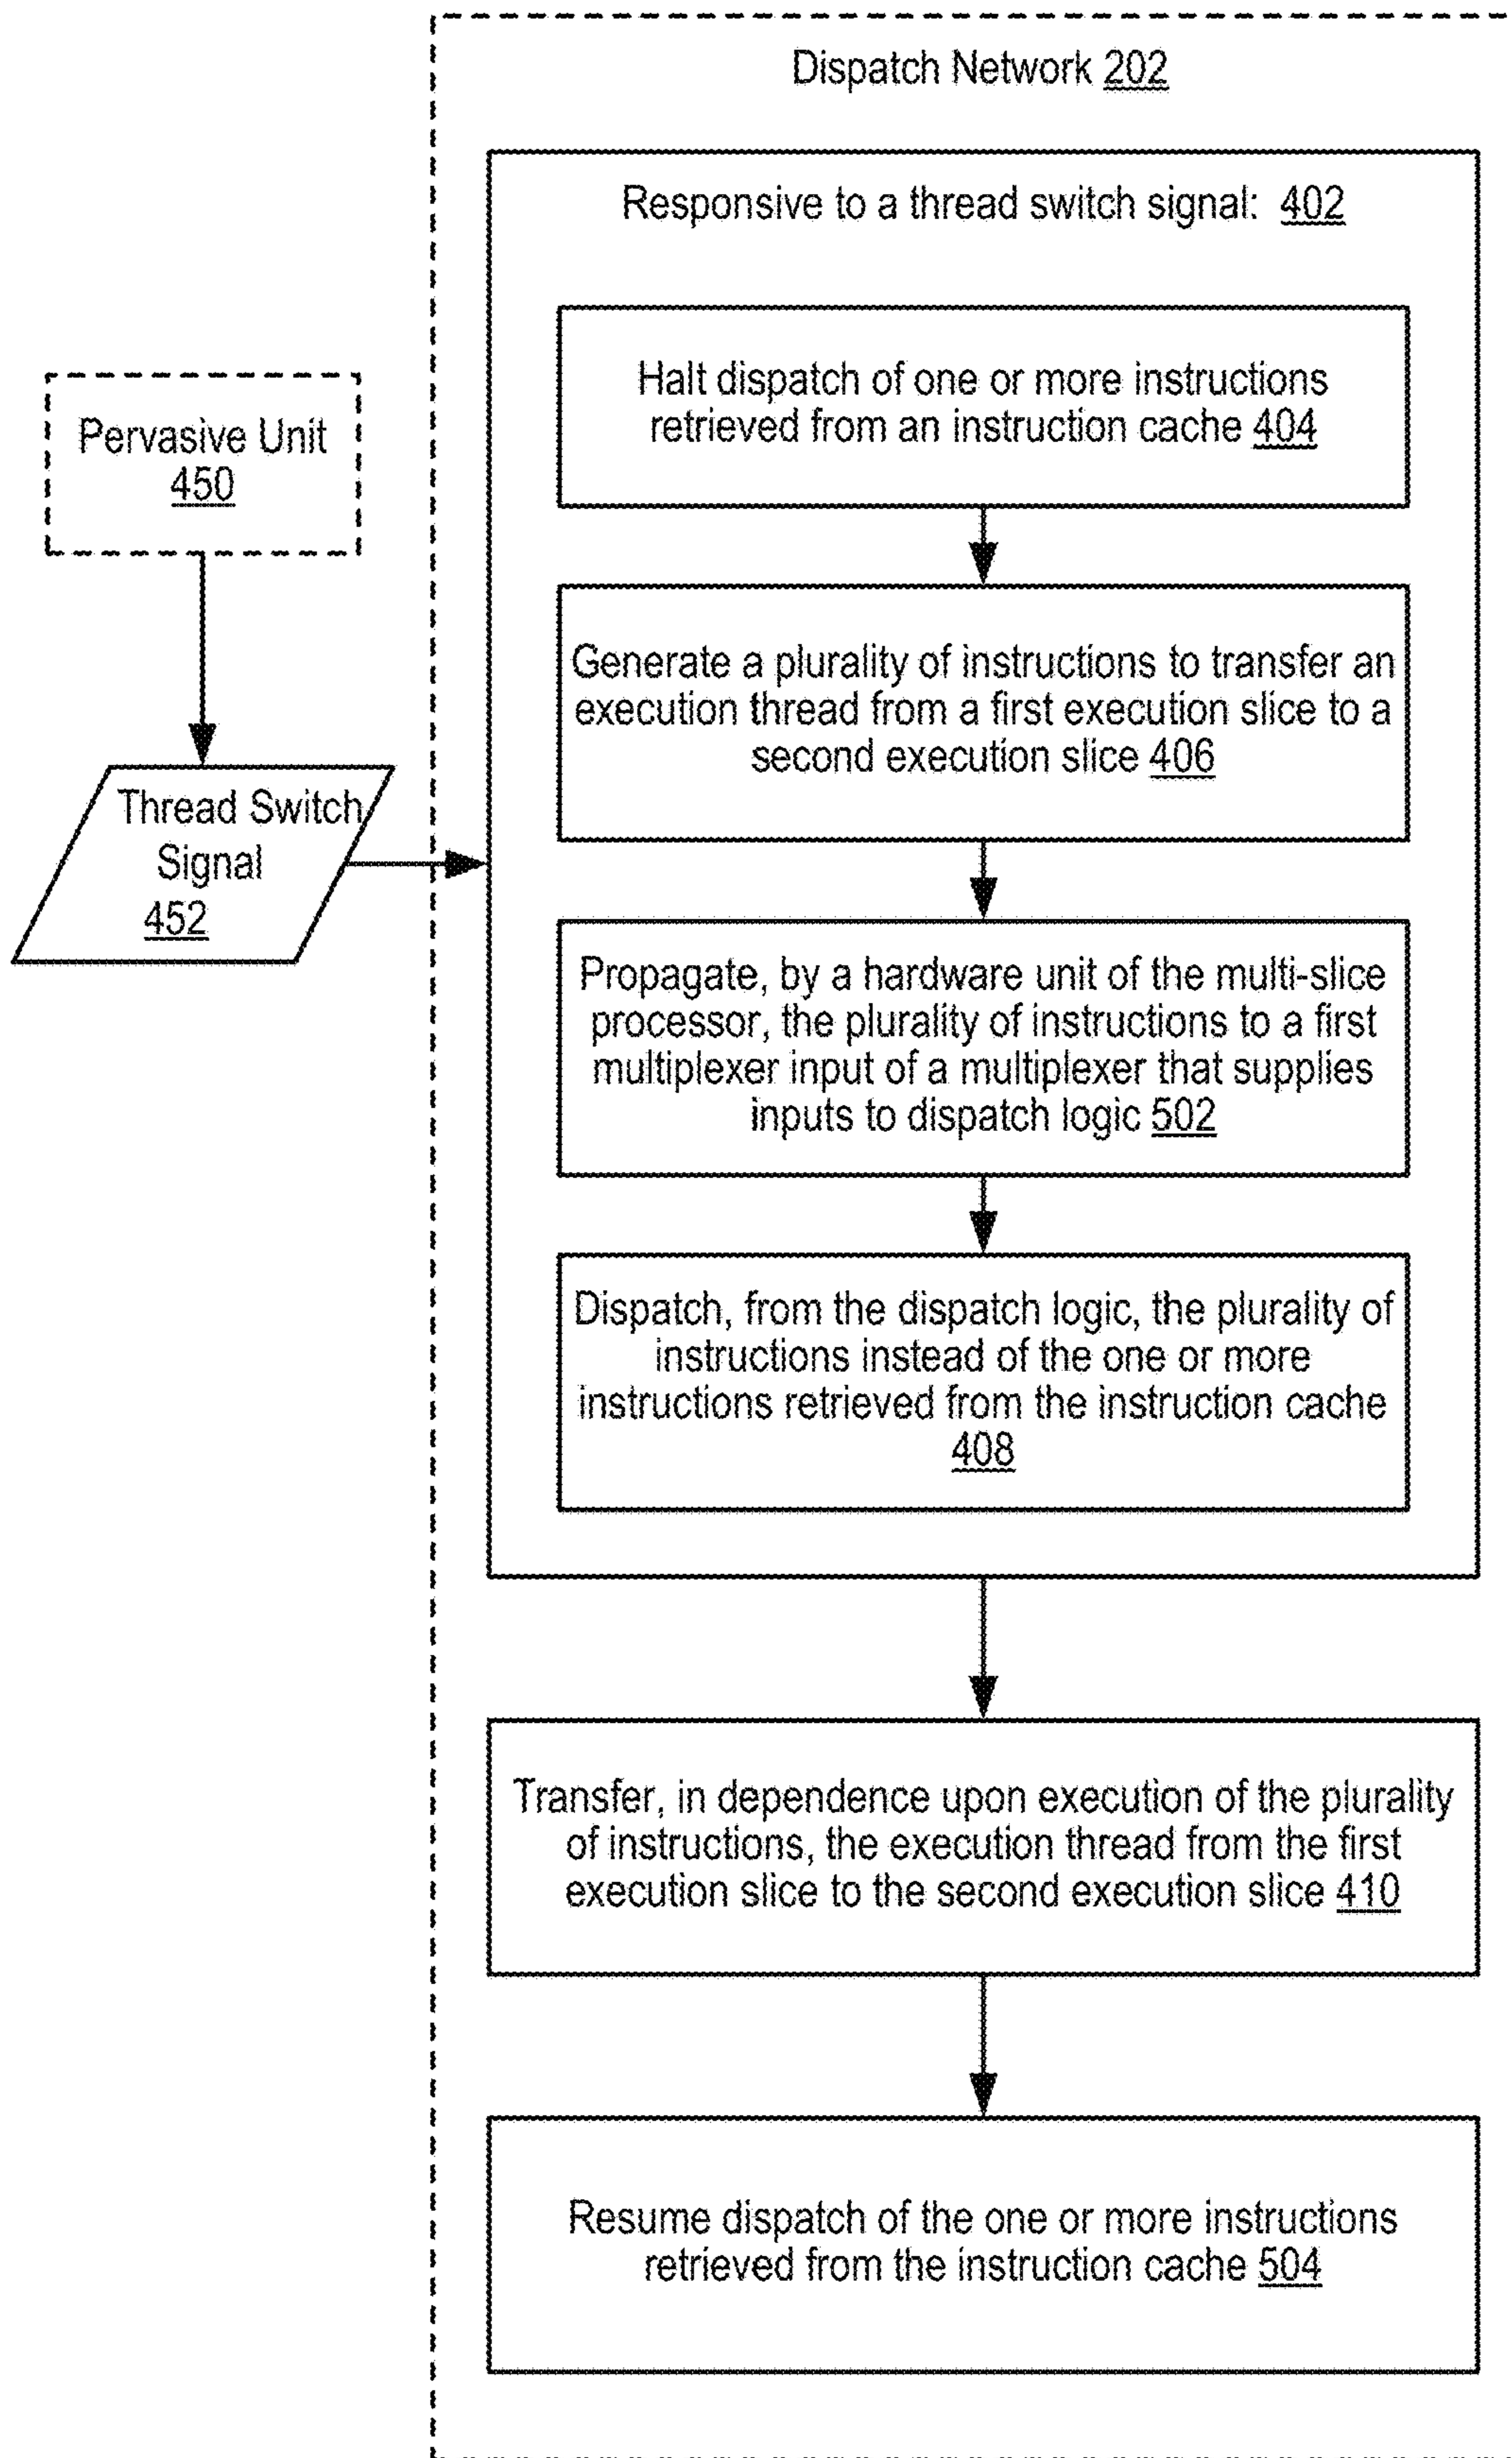 Dispatch Network 202
Responsive to a thread switch signal: 402
Halt dispatch of one or more instructions
retrieved from an instruction cache 404
Pervasive Unit
450
Generate a plurality of instructions to transfer an
execution thread from a first execution slice to a
second execution slice 406
Thread Switch
Signal
452
Propagate, by a hardware unit of the multi-slice
processor, the plurality of instructions to a first
multiplexer input of a multiplexer that supplies
inputs to dispatch logic 502
Dispatch, from the dispatch logic, the plurality of
instructions instead of the one or more
instructions retrieved from the instruction cache
408
Transfer, in dependence upon execution of the plurality
of instructions, the execution thread from the first
execution slice to the second execution slice 410
Resume dispatch of the one or more instructions
retrieved from the instruction cache 504